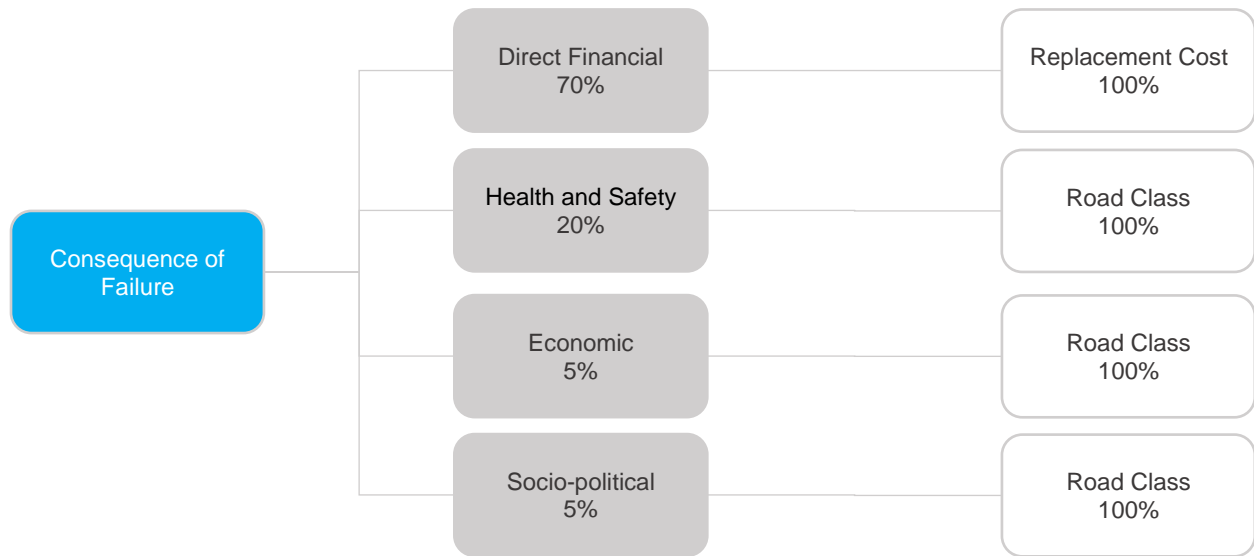 Consequence of
Failure
Direct Financial
70%
Replacement Cost
100%
Health and Safety
20%
Road Class
100%
Economic
5%
Road Class
100%
Socio-political
5%
Road Class
100%